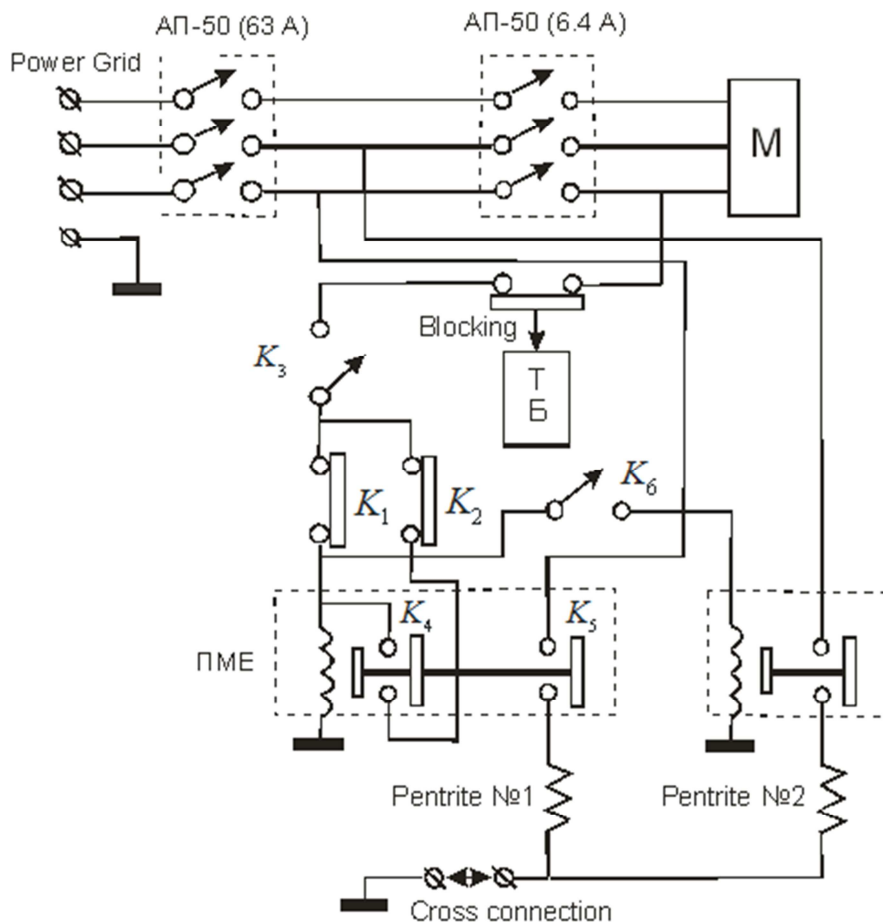 АП-50 (63 А)
АП-50 (6.4 А)
Power Grid
М
Blocking
Т
Б
K₃
K₁
K₂
K₆
K₄
K₅
ПМЕ
Pentrite №1
Pentrite №2
Cross connection